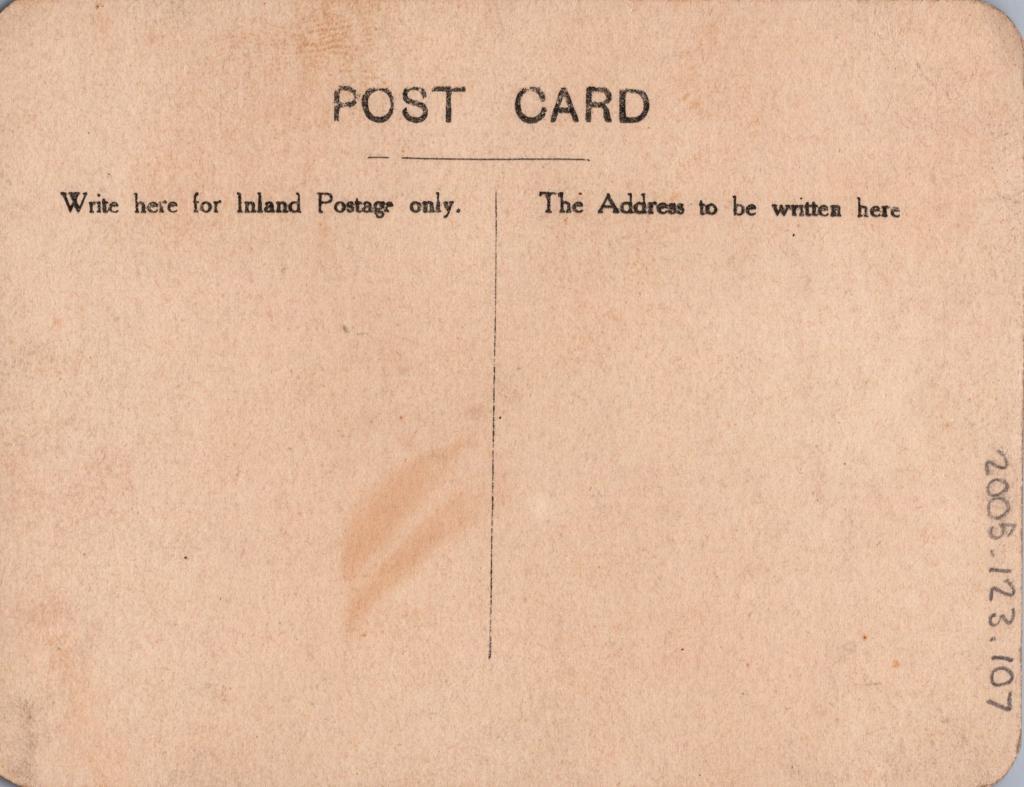 POST CARD
Write here for Inland Postage only.
The Address to be written here
2005.123.107